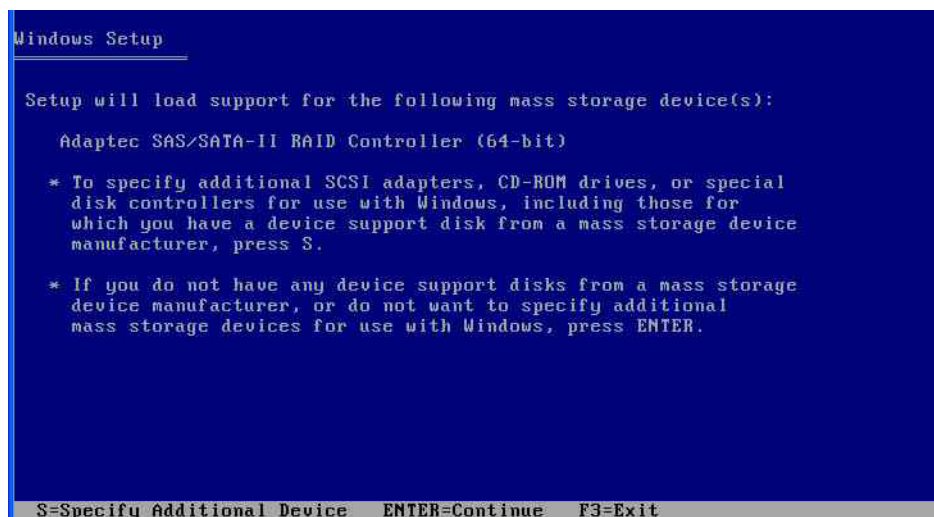 Windows Setup
Setup will load support for the following mass storage device(s):
Adaptec SAS/SATA-II RAID Controller (64-bit)
* To specify additional SCSI adapters, CD-ROM drives, or special
disk controllers for use with Windows, including those for
which you have a device support disk from a mass storage device
manufacturer, press S.
* If you do not have any device support disks from a mass storage
device manufacturer, or do not want to specify additional
mass storage devices for use with Windows, press ENTER.
S=Specify Additional Device ENTER=Continue F3=Exit